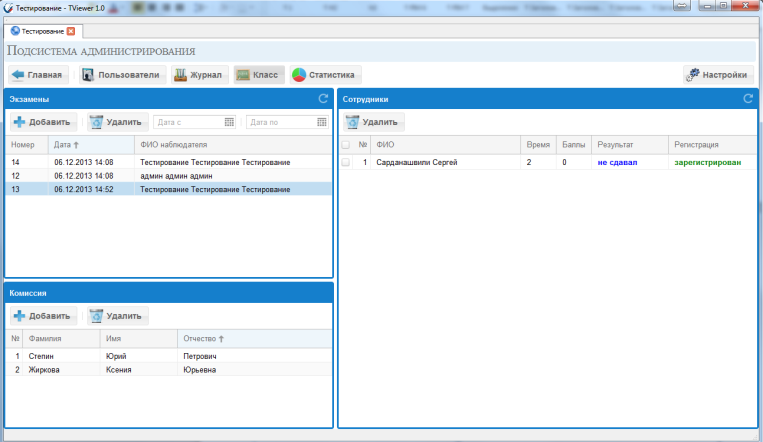 Тестирование - TViewer 1.0
Тестирование
Подсистема администрирования
Главная Пользователи Журнал Класс Статистика Настройки
Экзамены
Добавить Удалить Дата с Дата по
Номер Дата ФИО наблюдателя
14 06.12.2013 14:08 Тестирование Тестирование Тестирование
12 06.12.2013 14:08 админ админ админ
13 06.12.2013 14:52 Тестирование Тестирование Тестирование
Комиссия
Добавить Удалить
№ Фамилия Имя Отчество
1 Степин Юрий Петрович
2 Жиркова Ксения Юрьевна
Сотрудники
Удалить
№ ФИО Время Баллы Результат Регистрация
1 Сарданашвили Сергей 2 0 не сдавал зарегистрирован